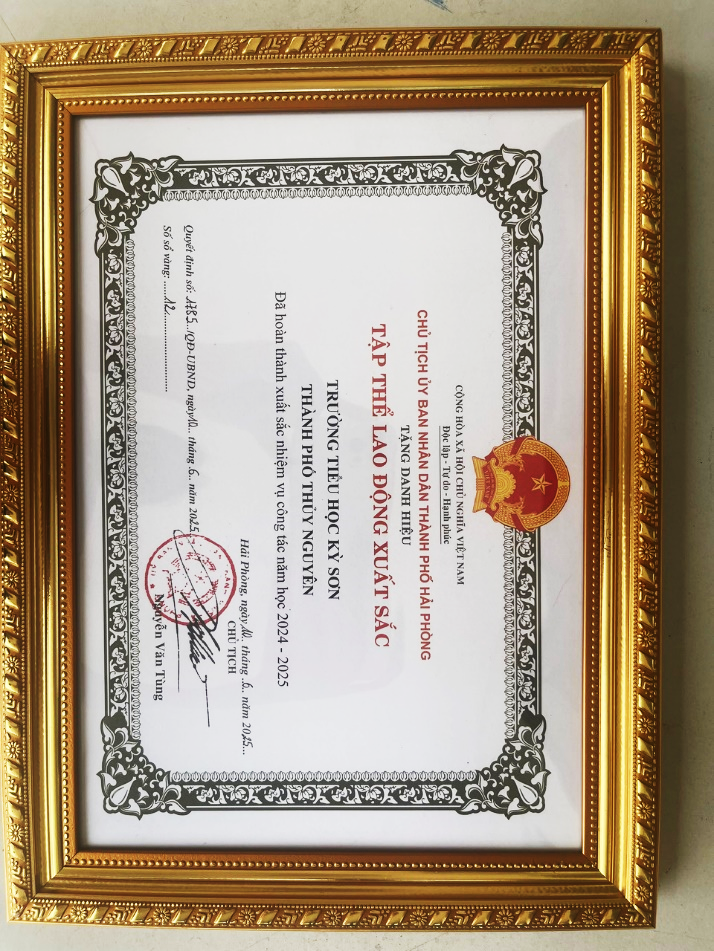 CỘNG HÒA XÃ HỘI CHỦ NGHĨA VIỆT NAM
Độc lập - Tự do - Hạnh phúc
CHỦ TỊCH ỦY BAN NHÂN DÂN THÀNH PHỐ HẢI PHÒNG
TẶNG DANH HIỆU
TẬP THỂ LAO ĐỘNG XUẤT SẮC
TRƯỜNG TIỂU HỌC KỲ SƠN
THÀNH PHỐ THỦY NGUYÊN
Đã hoàn thành xuất sắc nhiệm vụ công tác năm học 2024 - 2025
Hải Phòng, ngày 10.. tháng .6.. năm 2025...
CHỦ TỊCH
Quyết định số: 1785../QĐ-UBND, ngày 10.. tháng .6.. năm 2025
Số sổ vàng: ......12......................
Nguyễn Văn Tùng